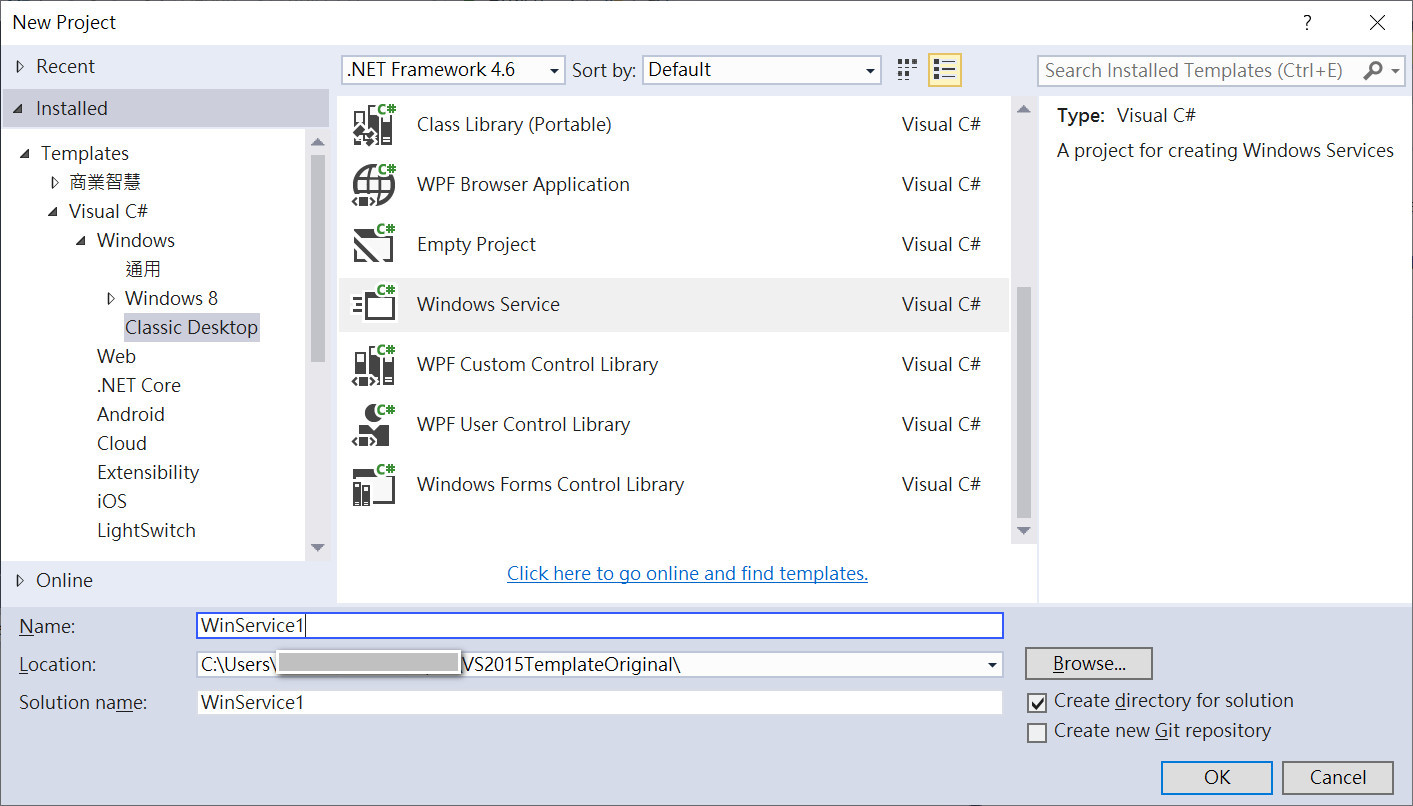 New Project
?
Recent
Installed
Templates
商業智慧
Visual C#
Windows
通用
Windows 8
Classic Desktop
Web
.NET Core
Android
Cloud
Extensibility
iOS
LightSwitch
Online
.NET Framework 4.6
Sort by:
Default
Search Installed Templates (Ctrl+E)
C#
Class Library (Portable)
Visual C#
C#
WPF Browser Application
Visual C#
C#
Empty Project
Visual C#
C#
Windows Service
Visual C#
C#
WPF Custom Control Library
Visual C#
C#
WPF User Control Library
Visual C#
C#
Windows Forms Control Library
Visual C#
Click here to go online and find templates.
Type: Visual C#
A project for creating Windows Services
Name:
WinService1
Location:
C:\Users\
VS2015TemplateOriginal\
Browse...
Solution name:
WinService1
Create directory for solution
Create new Git repository
OK
Cancel